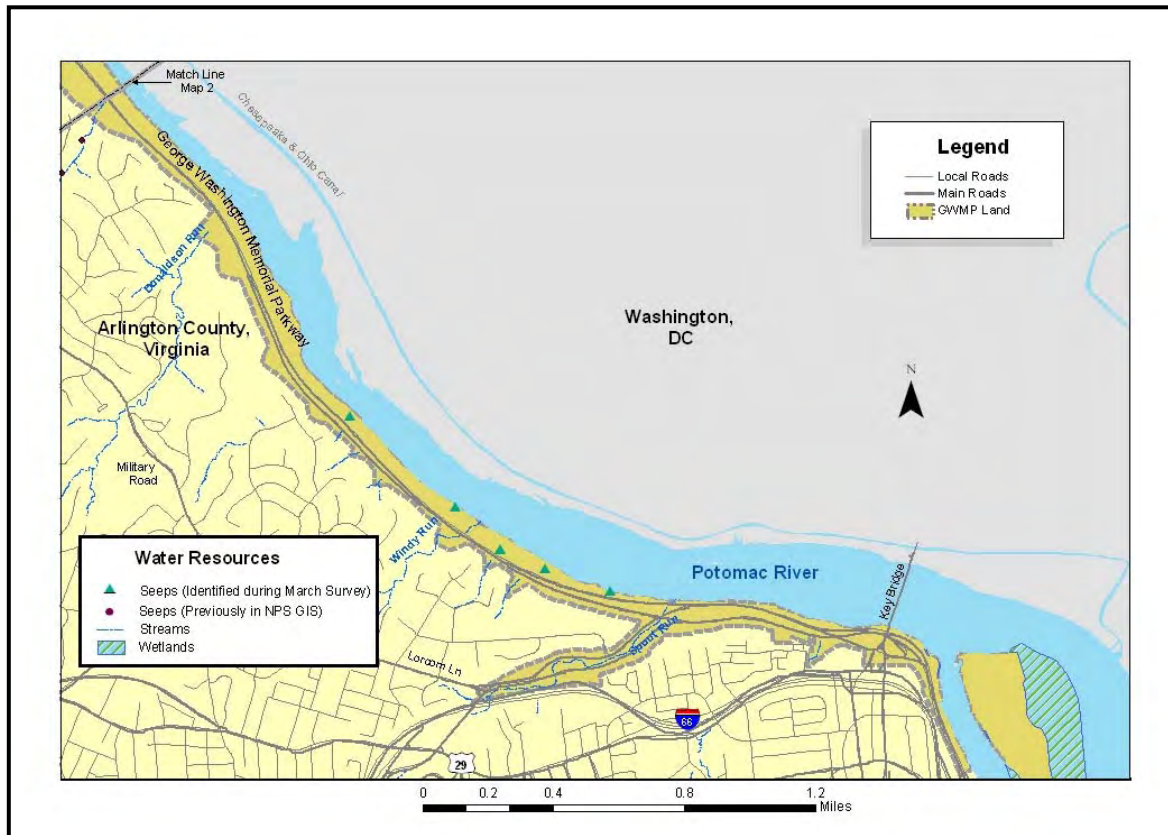 Match Line
Map 2
Chesapeake & Ohio Canal
George Washington Memorial Parkway
Legend
Local Roads
Main Roads
GWMP Land
Donaldson Run
Washington,
DC
Arlington County,
Virginia
N
Military
Road
Windy Run
Potomac River
Key Bridge
Water Resources
Seeps (Identified during March Survey)
Seeps (Previously in NPS GIS)
Streams
Wetlands
Spout Run
Lorcom Ln
66
29
0 0.2 0.4 0.8 1.2
Miles